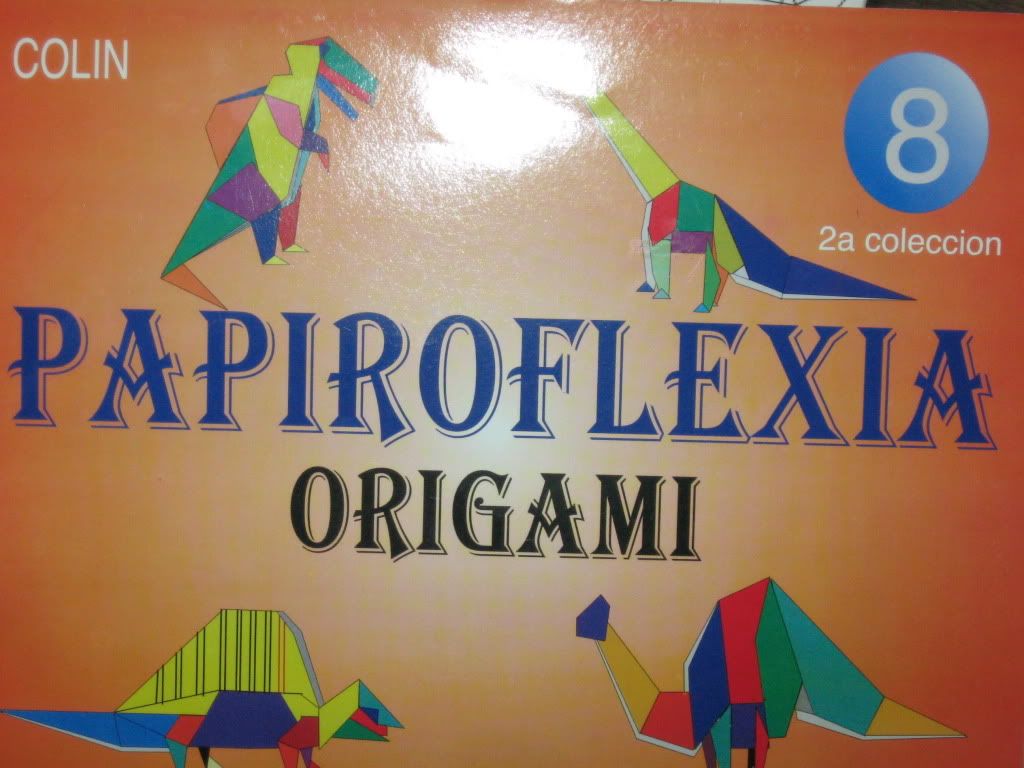 COLIN
8
2a coleccion
PAPIROFLEXIA
ORIGAMI